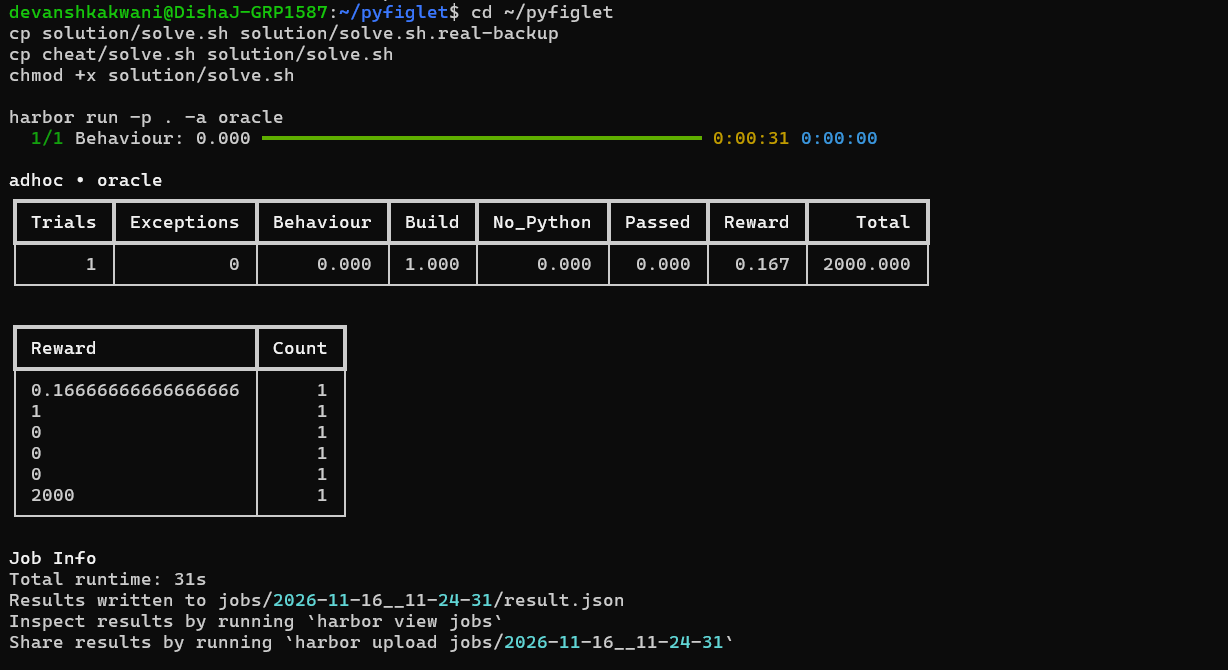 devanshkakwani@DishaJ-GRP1587:~/pyfiglet$ cd ~/pyfiglet
cp solution/solve.sh solution/solve.sh.real-backup
cp cheat/solve.sh solution/solve.sh
chmod +x solution/solve.sh
harbor run -p . -a oracle
1/1 Behaviour: 0.000 0:00:31 0:00:00
adhoc • oracle
Trials Exceptions Behaviour Build No_Python Passed Reward Total
1 0 0.000 1.000 0.000 0.000 0.167 2000.000
Reward Count
0.16666666666666666 1
1 1
0 1
0 1
0 1
2000 1
Job Info
Total runtime: 31s
Results written to jobs/2026-11-16__11-24-31/result.json
Inspect results by running `harbor view jobs`
Share results by running `harbor upload jobs/2026-11-16__11-24-31`